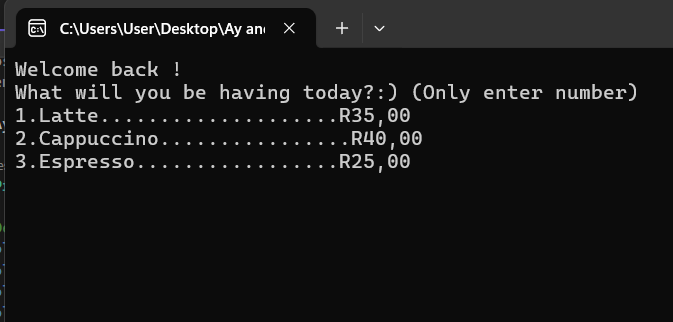 C:\Users\User\Desktop\Ay an
Welcome back !
What will you be having today?:) (Only enter number)
1.Latte....................R35,00
2.Cappuccino................R40,00
3.Espresso.................R25,00